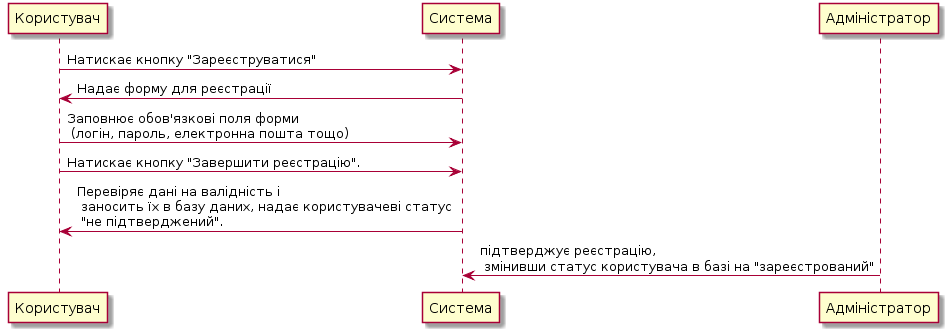 Користувач
Система
Адміністратор
Натискає кнопку "Зареєструватися"
Надає форму для реєстрації
Заповнює обов'язкові поля форми
(логін, пароль, електронна пошта тощо)
Натискає кнопку "Завершити реєстрацію".
Перевіряє дані на валідність і
заносить їх в базу даних, надає користувачеві статус
"не підтверджений".
підтверджує реєстрацію,
змінивши статус користувача в базі на "зареєстрований"
Користувач
Система
Адміністратор